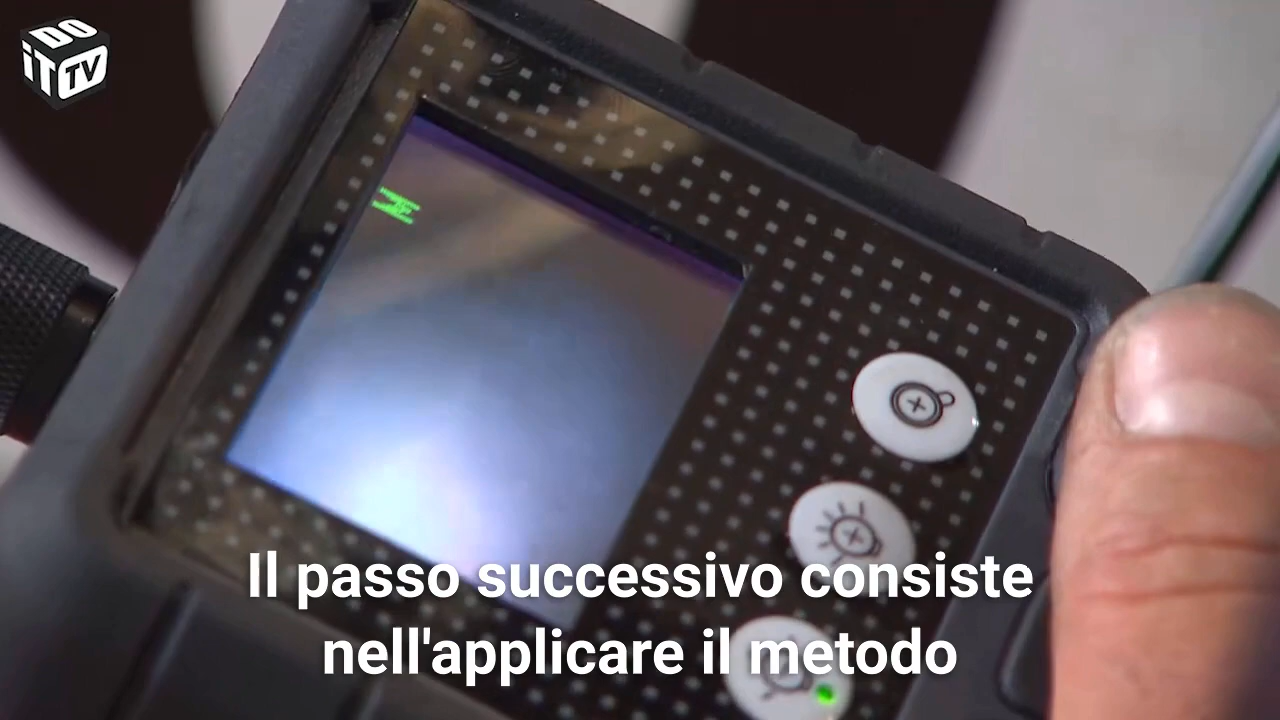 DO
iT TV
Il passo successivo consiste
nell'applicare il metodo